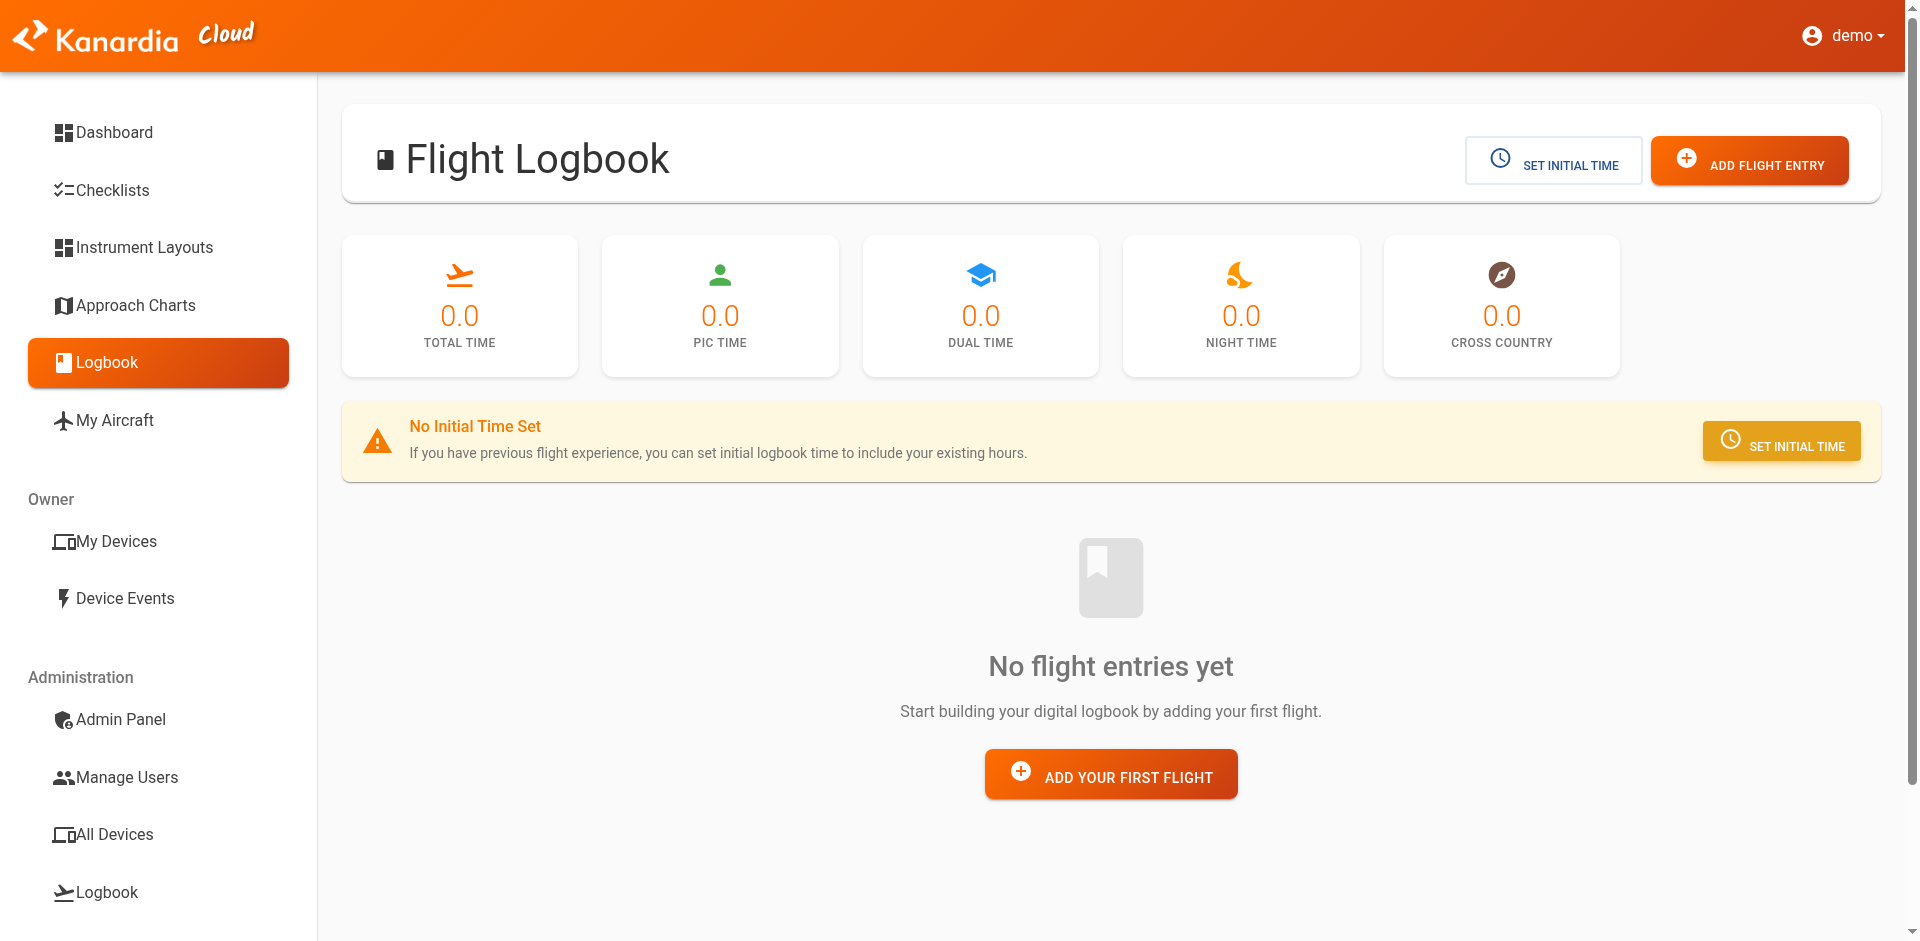 Kanardia Cloud
demo
Dashboard
Checklists
Instrument Layouts
Approach Charts
Logbook
My Aircraft
Owner
My Devices
Device Events
Administration
Admin Panel
Manage Users
All Devices
Logbook
Flight Logbook
SET INITIAL TIME
ADD FLIGHT ENTRY
0.0
TOTAL TIME
0.0
PIC TIME
0.0
DUAL TIME
0.0
NIGHT TIME
0.0
CROSS COUNTRY
No Initial Time Set
If you have previous flight experience, you can set initial logbook time to include your existing hours.
SET INITIAL TIME
No flight entries yet
Start building your digital logbook by adding your first flight.
ADD YOUR FIRST FLIGHT